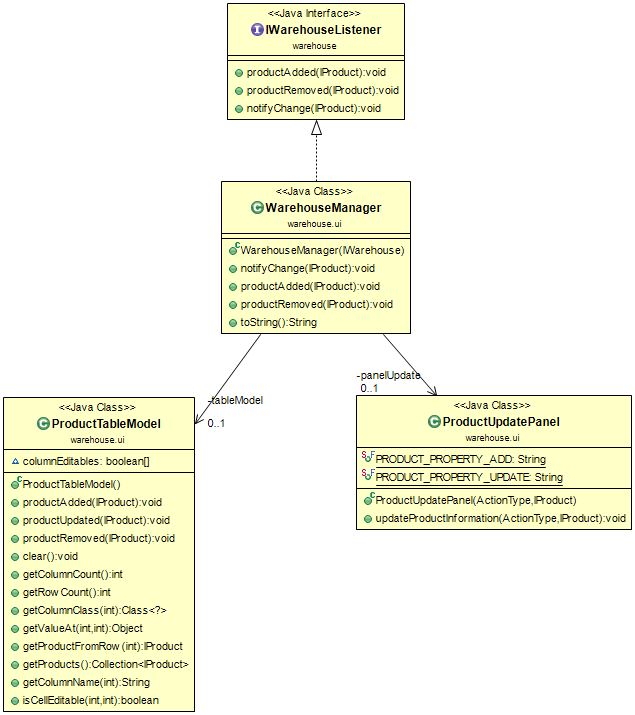 <<Java Interface>>
IWarehouseListener
warehouse
productAdded(IProduct):void
productRemoved(IProduct):void
notifyChange(IProduct):void
<<Java Class>>
WarehouseManager
warehouse.ui
WarehouseManager(IWarehouse)
notifyChange(IProduct):void
productAdded(IProduct):void
productRemoved(IProduct):void
toString():String
-tableModel
0..1
-panelUpdate
0..1
<<Java Class>>
ProductTableModel
warehouse.ui
columnEditables: boolean[]
ProductTableModel()
productAdded(IProduct):void
productUpdated(IProduct):void
productRemoved(IProduct):void
clear():void
getColumnCount():int
getRowCount():int
getColumnClass(int):Class<?>
getValueAt(int,int):Object
getProductFromRow(int):IProduct
getProducts():Collection<IProduct>
getColumnName(int):String
isCellEditable(int,int):boolean
<<Java Class>>
ProductUpdatePanel
warehouse.ui
PRODUCT_PROPERTY_ADD: String
PRODUCT_PROPERTY_UPDATE: String
ProductUpdatePanel(ActionType,IProduct)
updateProductInformation(ActionType,IProduct):void